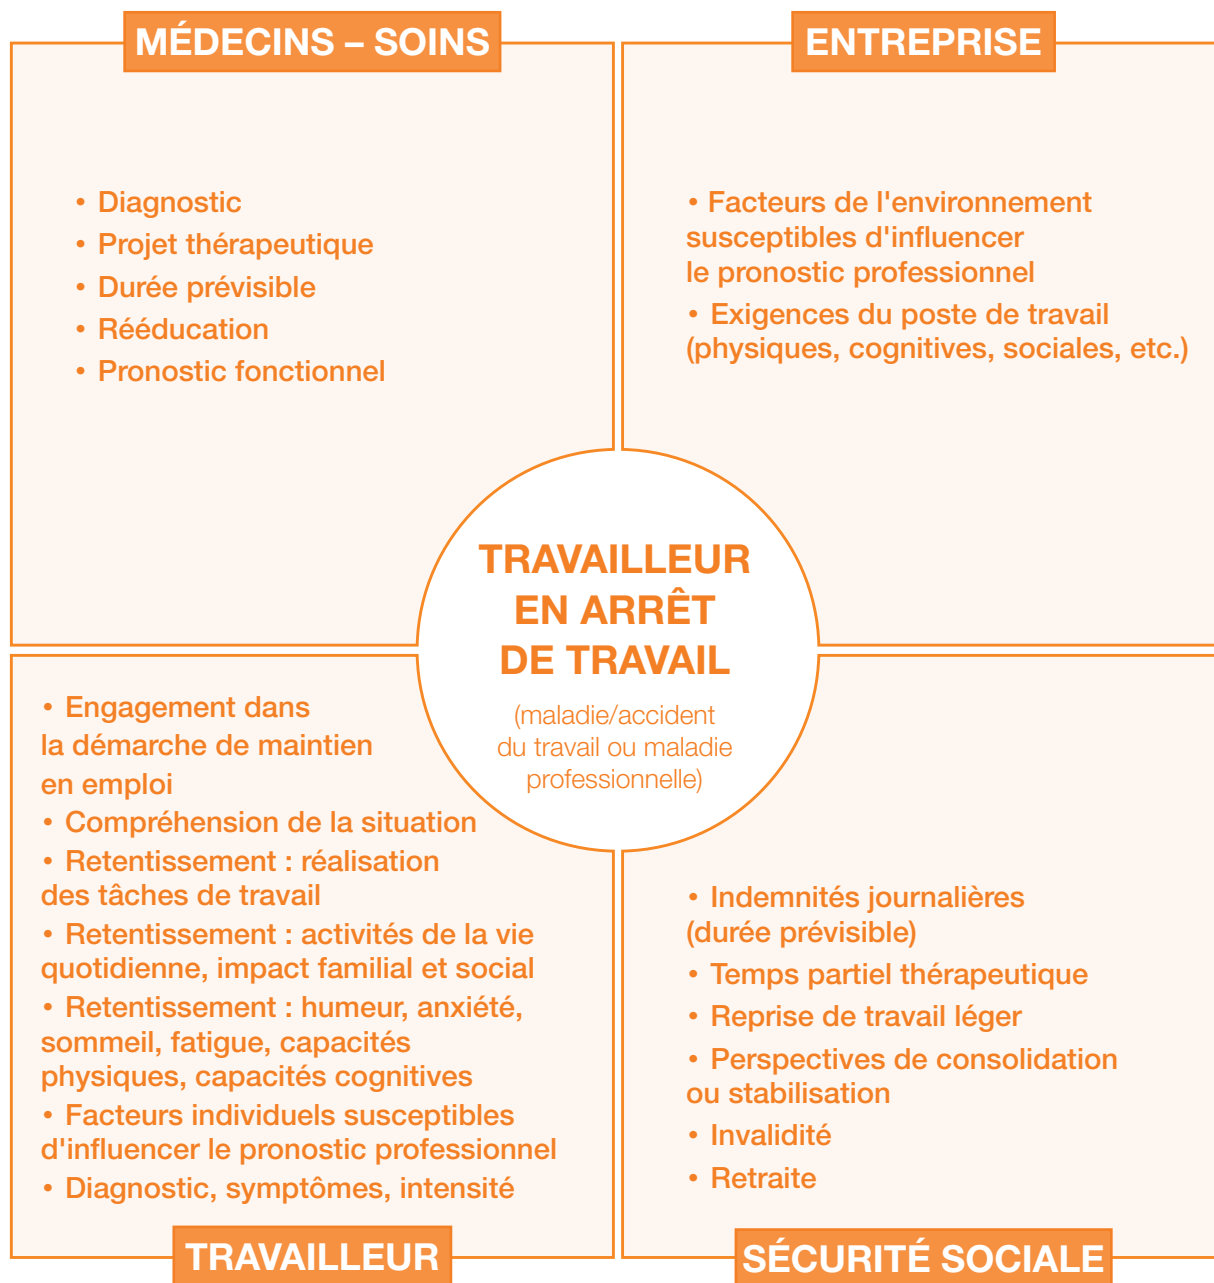 MÉDECINS – SOINS
• Diagnostic
• Projet thérapeutique
• Durée prévisible
• Rééducation
• Pronostic fonctionnel
ENTREPRISE
• Facteurs de l'environnement
susceptibles d'influencer
le pronostic professionnel
• Exigences du poste de travail
(physiques, cognitives, sociales, etc.)
TRAVAILLEUR
EN ARRÊT
DE TRAVAIL
(maladie/accident
du travail ou maladie
professionnelle)
• Engagement dans
la démarche de maintien
en emploi
• Compréhension de la situation
• Retentissement : réalisation
des tâches de travail
• Retentissement : activités de la vie
quotidienne, impact familial et social
• Retentissement : humeur, anxiété,
sommeil, fatigue, capacités
physiques, capacités cognitives
• Facteurs individuels susceptibles
d'influencer le pronostic professionnel
• Diagnostic, symptômes, intensité
TRAVAILLEUR
• Indemnités journalières
(durée prévisible)
• Temps partiel thérapeutique
• Reprise de travail léger
• Perspectives de consolidation
ou stabilisation
• Invalidité
• Retraite
SÉCURITÉ SOCIALE